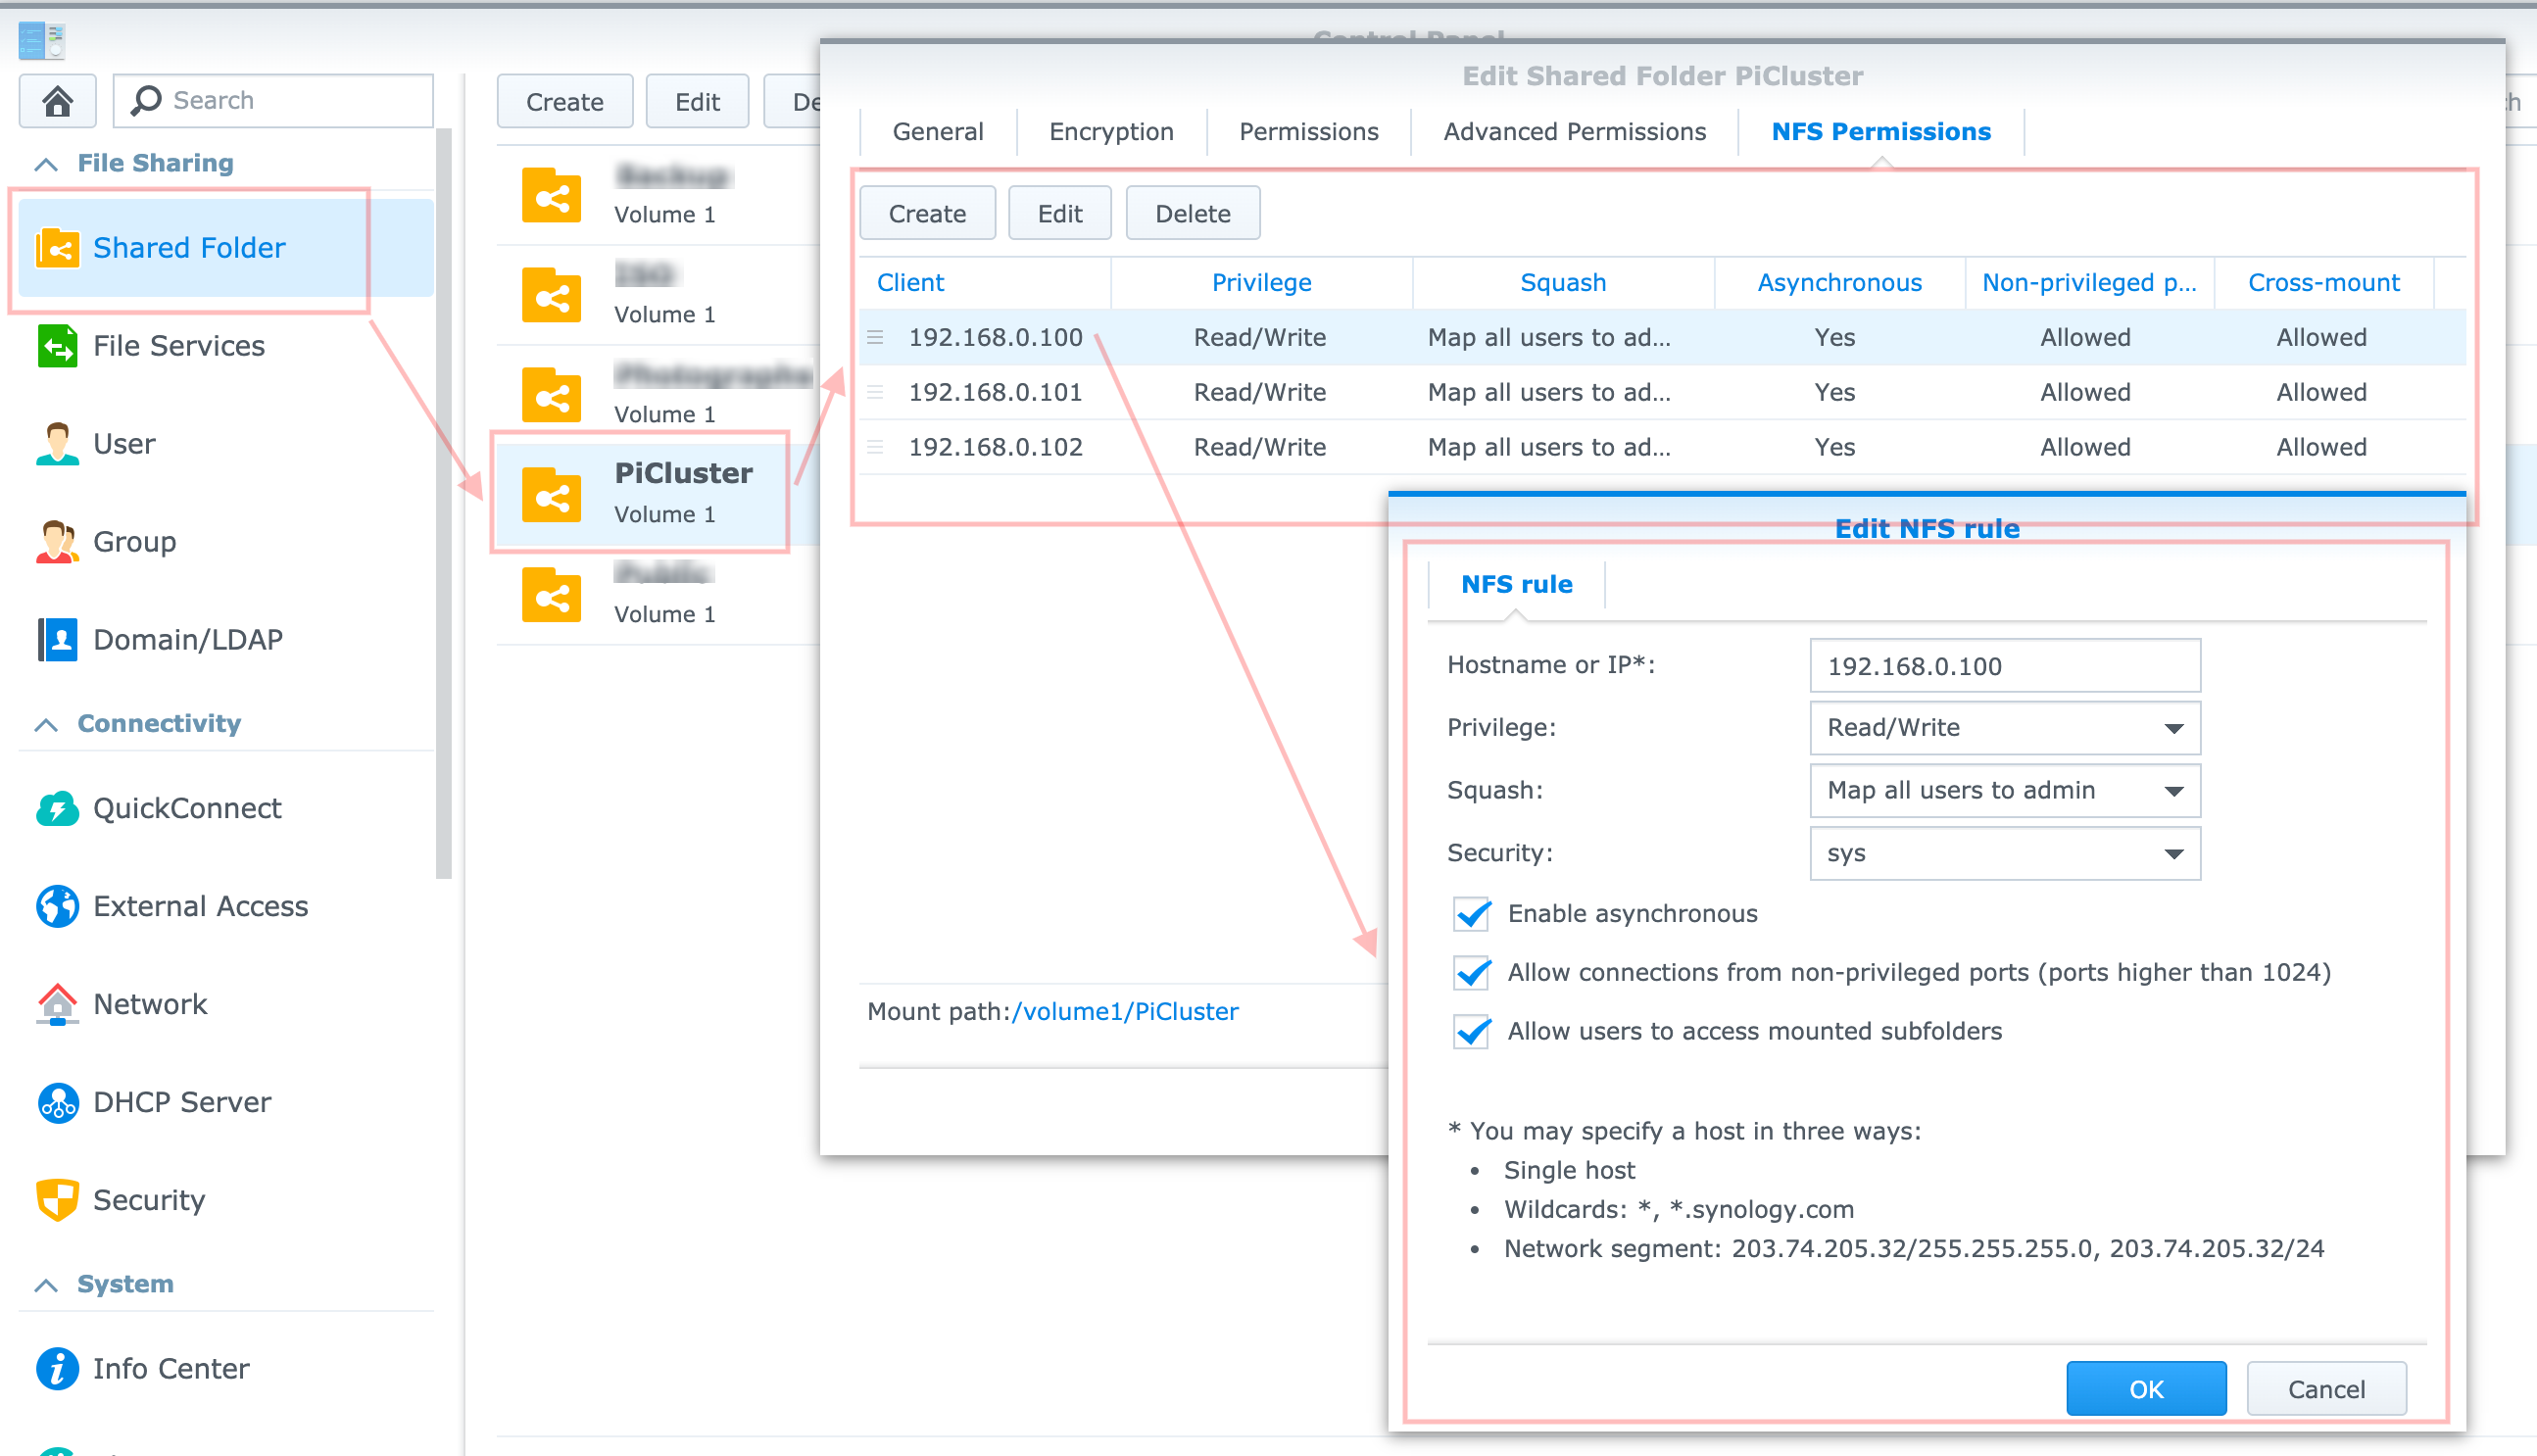 Control Panel
Search
File Sharing
Shared Folder
File Services
User
Group
Domain/LDAP
Connectivity
QuickConnect
External Access
Network
DHCP Server
Security
System
Info Center
Create
Edit
Volume 1
Volume 1
Volume 1
PiCluster
Volume 1
Volume 1
Edit Shared Folder PiCluster
General
Encryption
Permissions
Advanced Permissions
NFS Permissions
Create
Edit
Delete
Client Privilege Squash Asynchronous Non-privileged p... Cross-mount
192.168.0.100 Read/Write Map all users to ad... Yes Allowed Allowed
192.168.0.101 Read/Write Map all users to ad... Yes Allowed Allowed
192.168.0.102 Read/Write Map all users to ad... Yes Allowed Allowed
Mount path:/volume1/PiCluster
Edit NFS rule
NFS rule
Hostname or IP*: 192.168.0.100
Privilege: Read/Write
Squash: Map all users to admin
Security: sys
Enable asynchronous
Allow connections from non-privileged ports (ports higher than 1024)
Allow users to access mounted subfolders
* You may specify a host in three ways:
• Single host
• Wildcards: *, *.synology.com
• Network segment: 203.74.205.32/255.255.255.0, 203.74.205.32/24
OK
Cancel